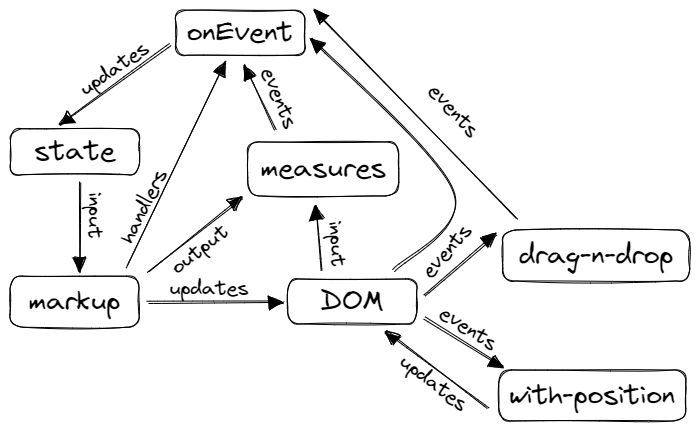 onEvent
updates
events
events
state
measures
input
handlers
output
input
events
drag-n-drop
markup
updates
DOM
events
updates
with-position